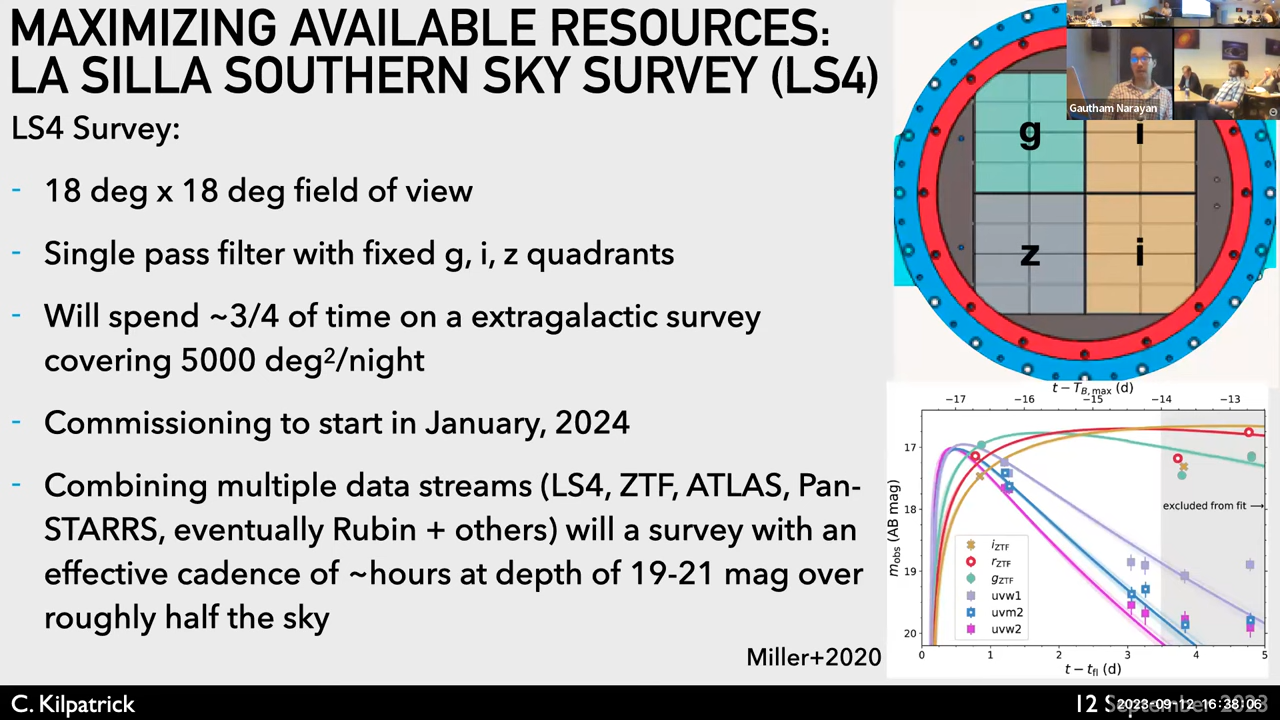 MAXIMIZING AVAILABLE RESOURCES:
LA SILLA SOUTHERN SKY SURVEY (LS4)
LS4 Survey:
- 18 deg x 18 deg field of view
- Single pass filter with fixed g, i, z quadrants
- Will spend ~3/4 of time on a extragalactic survey
covering 5000 deg²/night
- Commissioning to start in January, 2024
- Combining multiple data streams (LS4, ZTF, ATLAS, Pan-
STARRS, eventually Rubin + others) will a survey with an
effective cadence of ~hours at depth of 19-21 mag over
roughly half the sky
Miller+2020
Gautham Narayan
g i
z i
t − T_B,max (d)
−17 −16 −15 −14 −13
m_obs (AB mag)
17
18
19
20
excluded from fit →
i_ZTF
r_ZTF
g_ZTF
uvw1
uvm2
uvw2
0 1 2 3 4 5
t − t_fl (d)
C. Kilpatrick
12 September 2023
2023-09-12 16:38:06